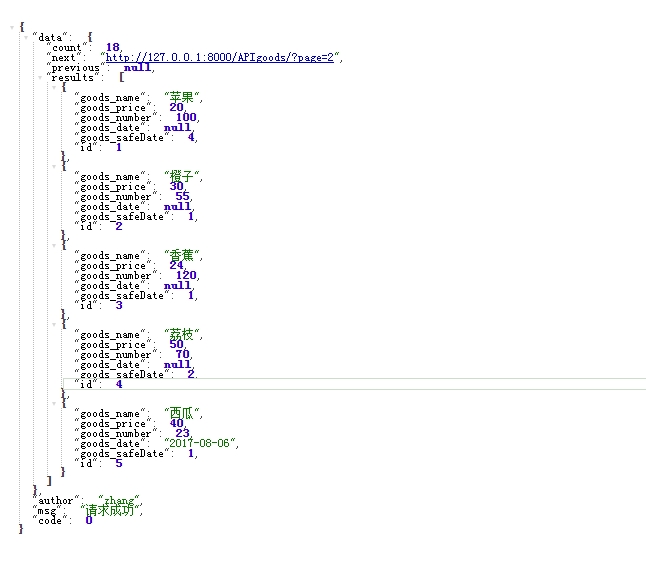 {
"data": {
"count": 18,
"next": "http://127.0.0.1:8000/APIgoods/?page=2",
"previous": null,
"results": [
{
"goods_name": "苹果",
"goods_price": 20,
"goods_number": 100,
"goods_date": null,
"goods_safeDate": 4,
"id": 1
},
{
"goods_name": "橙子",
"goods_price": 30,
"goods_number": 55,
"goods_date": null,
"goods_safeDate": 1,
"id": 2
},
{
"goods_name": "香蕉",
"goods_price": 24,
"goods_number": 120,
"goods_date": null,
"goods_safeDate": 1,
"id": 3
},
{
"goods_name": "荔枝",
"goods_price": 50,
"goods_number": 70,
"goods_date": null,
"goods_safeDate": 2,
"id": 4
},
{
"goods_name": "西瓜",
"goods_price": 40,
"goods_number": 23,
"goods_date": "2017-08-06",
"goods_safeDate": 1,
"id": 5
}
]
},
"author": "zhang",
"msg": "请求成功",
"code": 0
}